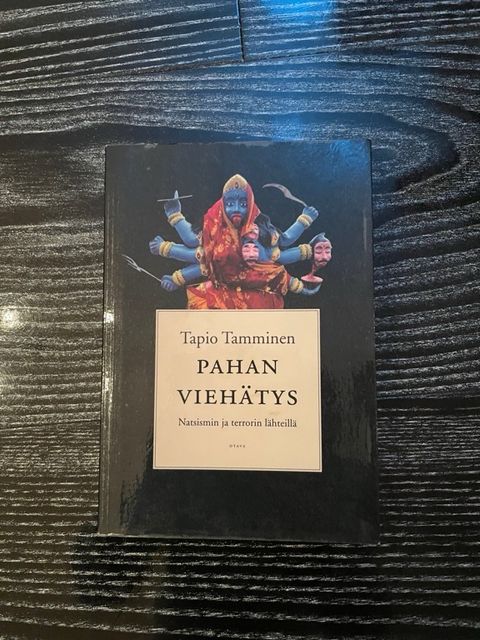 Tapio Tamminen
PAHAN
VIEHÄTYS
Natsismin ja terrorin lähteillä
OTAVA